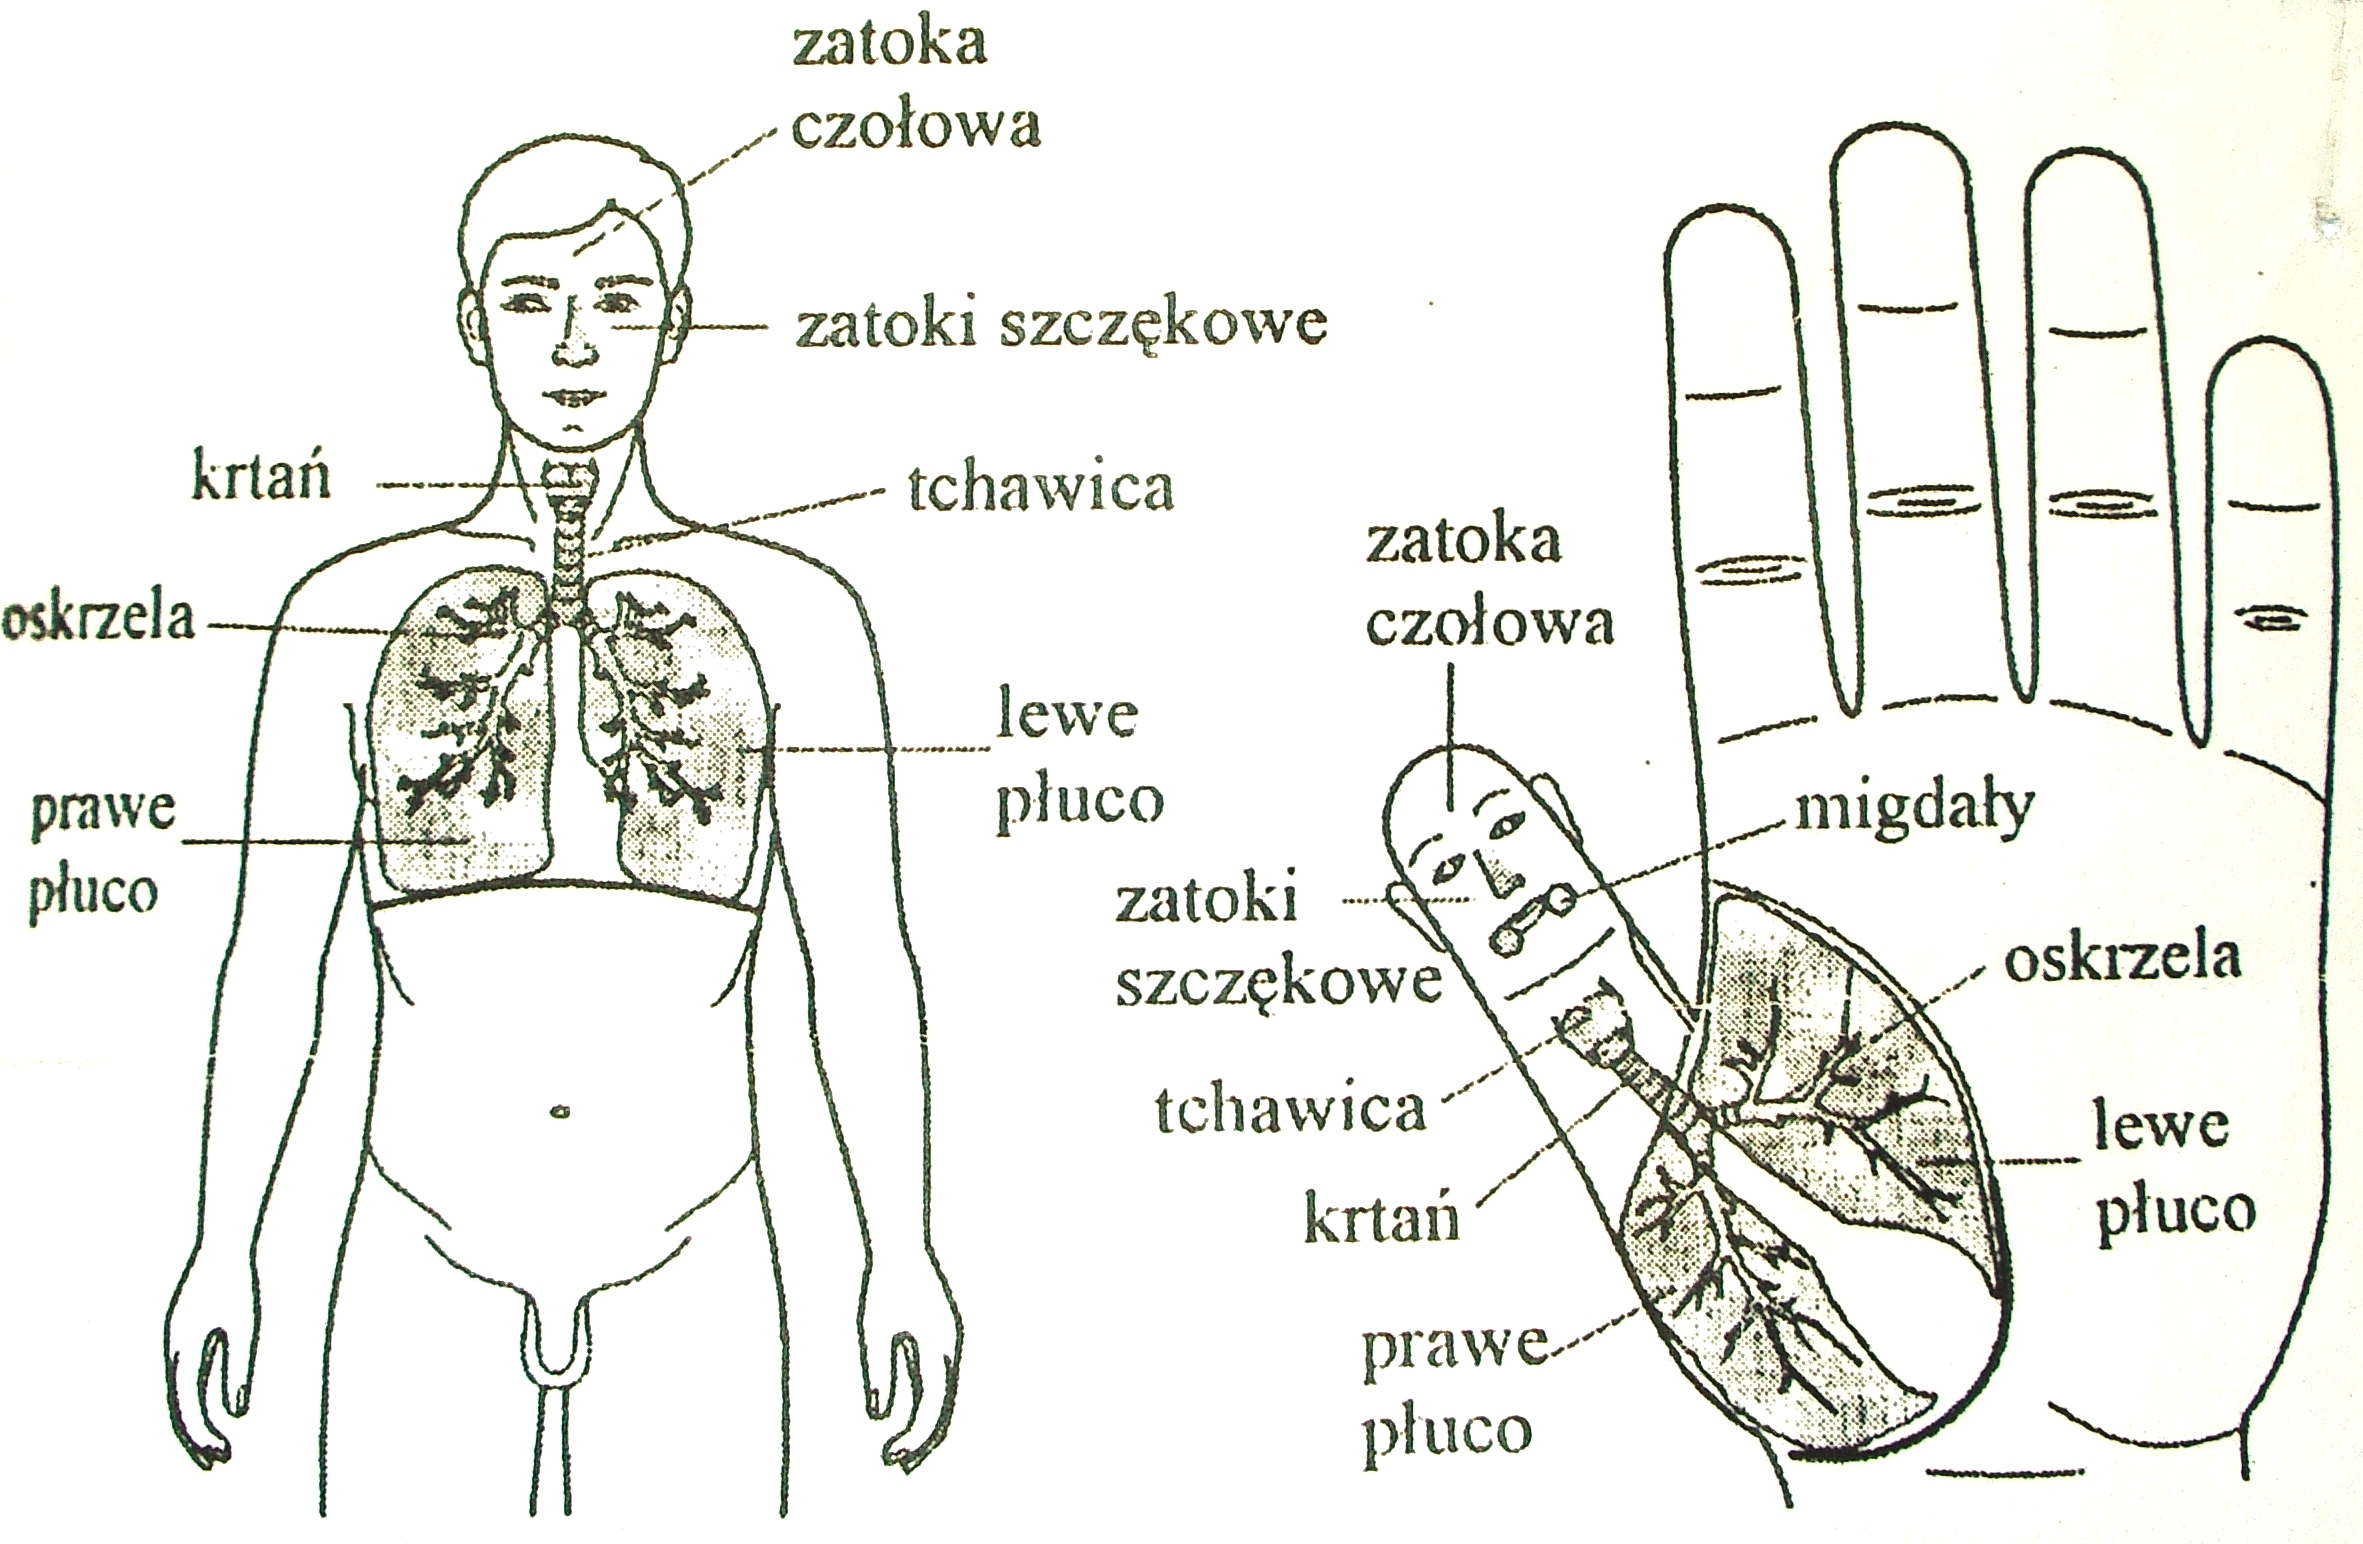 zatoka
czołowa
zatoki szczękowe
krtań
tchawica
oskrzela
lewe
płuco
prawe
płuco
zatoka
czołowa
migdały
zatoki
szczękowe
oskrzela
tchawica
lewe
płuco
krtań
prawe
płuco